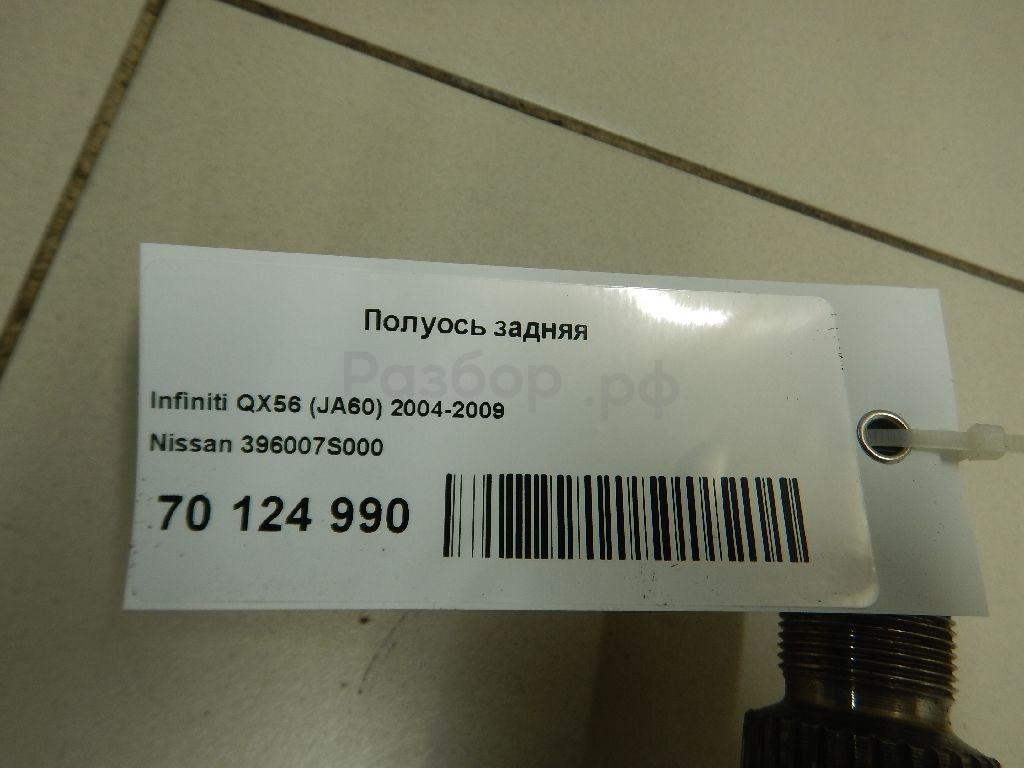 Полуось задняя
Разбор.рф
Infiniti QX56 (JA60) 2004-2009
Nissan 396007S000
70 124 990